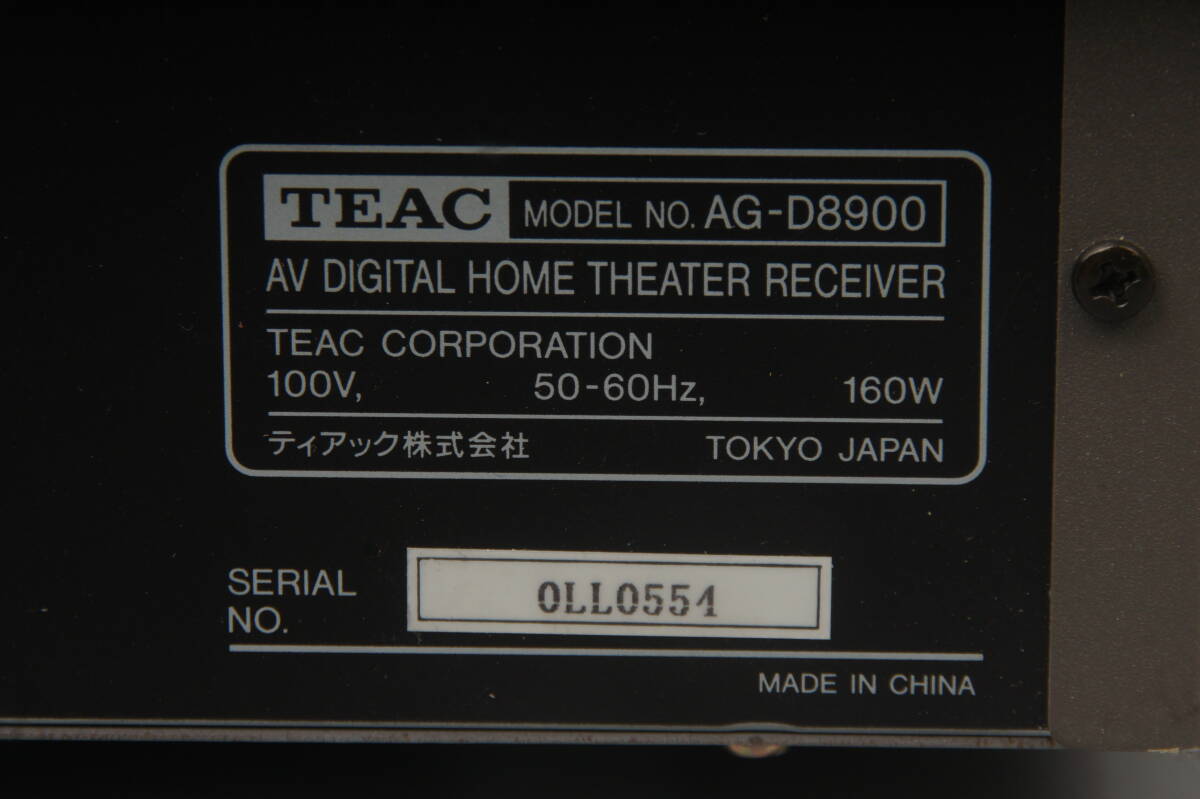 TEAC MODEL NO. AG-D8900
AV DIGITAL HOME THEATER RECEIVER
TEAC CORPORATION
100V, 50-60Hz, 160W
ティアック株式会社 TOKYO JAPAN
SERIAL NO. 0LL0554
MADE IN CHINA